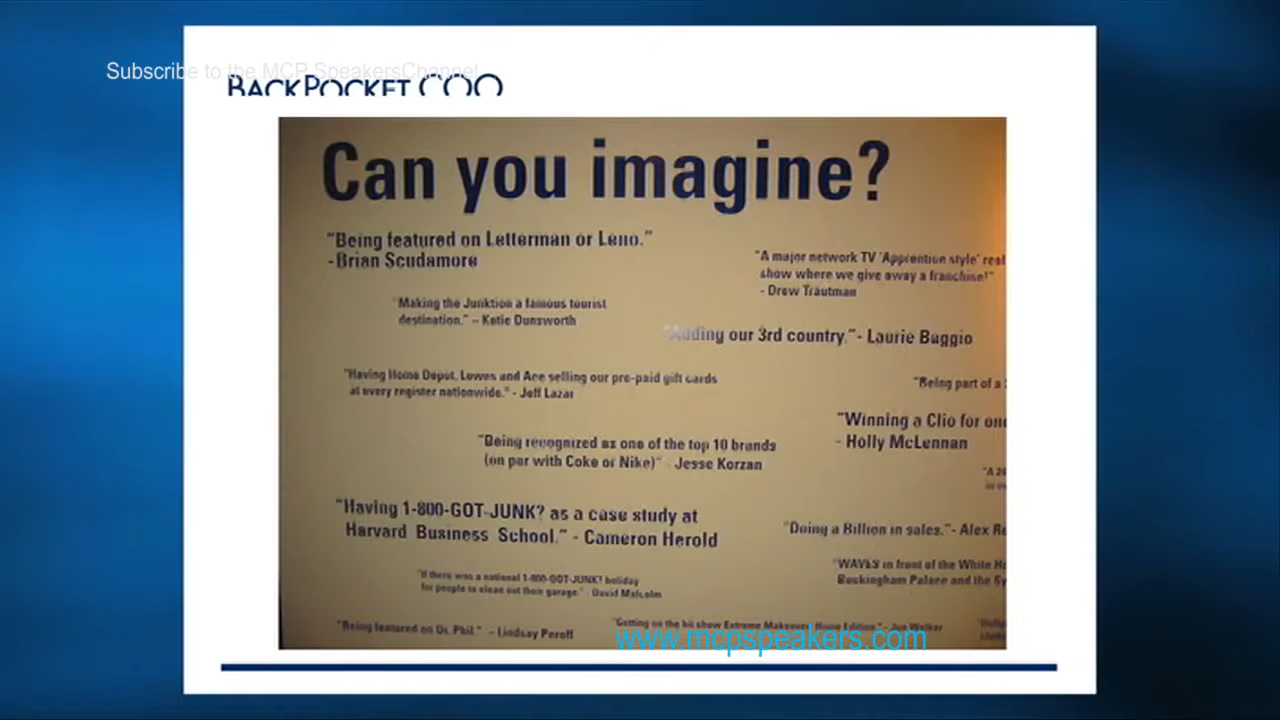 Subscribe to the MCP SpeakersChannel
BACKPOCKET COO
Can you imagine?
"Being featured on Letterman or Leno."
-Brian Scudamore
"A major network TV 'Apprentice style' real
show where we give away a franchise!"
- Drew Trautman
"Making the Junktion a famous tourist
destination." – Katie Dunsworth
"Adding our 3rd country."- Laurie Baggio
"Having Home Depot, Lowes and Ace selling our pre-paid gift cards
at every register nationwide." - Jeff Lazar
"Being part of a
"Winning a Clio for one
- Holly McLennan
"Being recognized as one of the top 10 brands
(on par with Coke or Nike)" - Jesse Korzan
"Having 1-800-GOT-JUNK? as a case study at
Harvard Business School." - Cameron Herold
"Doing a Billion in sales."- Alex
"If there was a national 1-800-GOT-JUNK? holiday
for people to clean out their garage." - David Malcolm
"WAVES in front of the White
Buckingham Palace and the
"Being featured on Dr. Phil." – Lindsay Peroff
"Getting on the hit show Extreme Makeover Home Edition."- Joe Walker
www.mcpspeakers.com